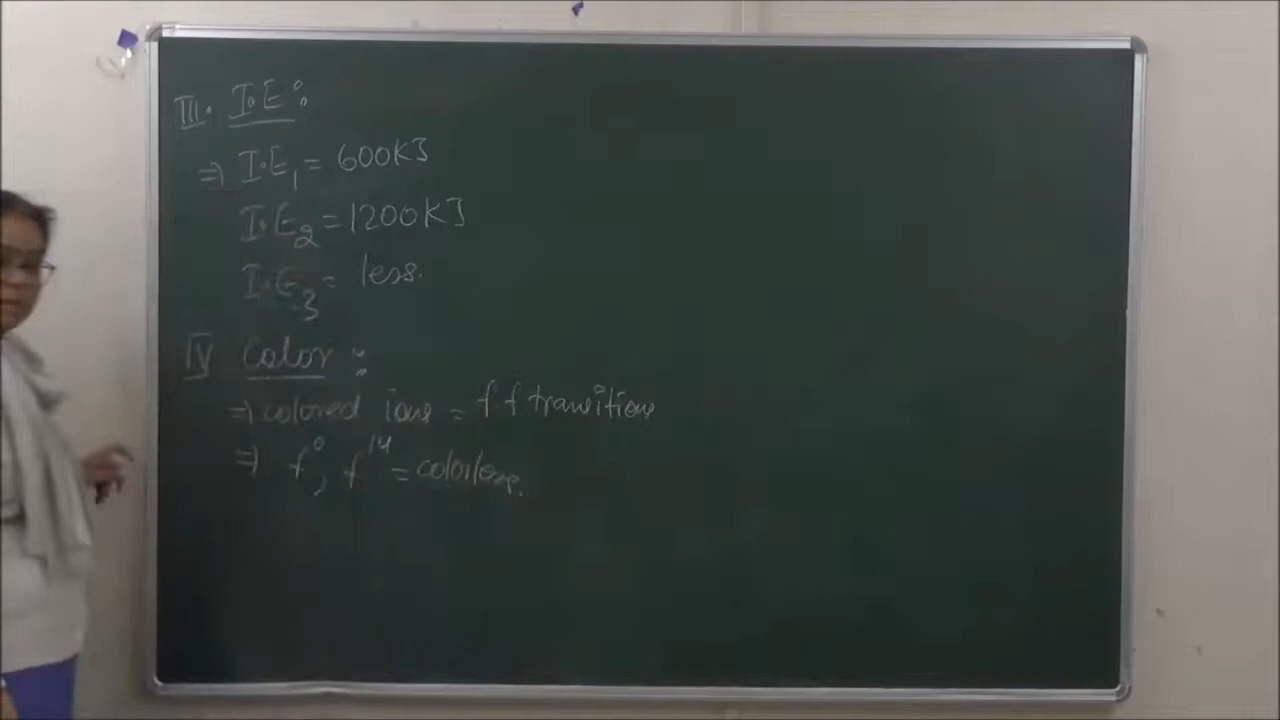 III. I.E:
⇒ I.E₁ = 600KJ
I.E₂ = 1200KJ
I.E₃ = less.
IV Color:
⇒ colored ions = f f transitions
⇒ f⁰, f¹⁴ = colorless.